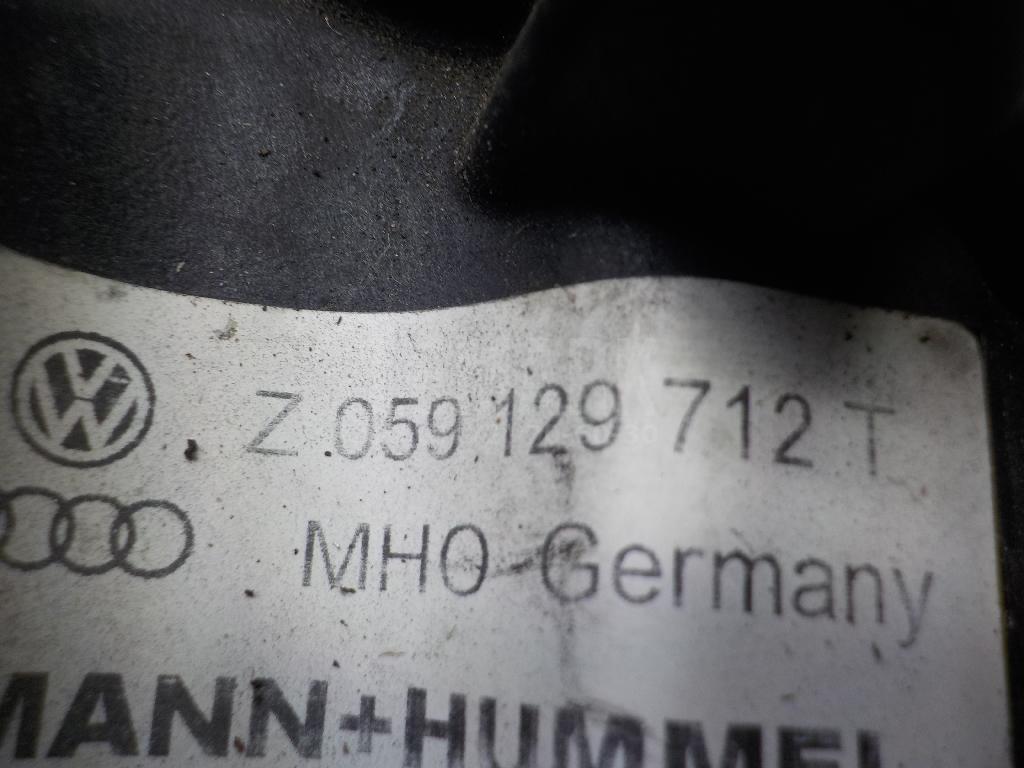 Z 059 129 712 T
MHO Germany
MANN+HUMMEL